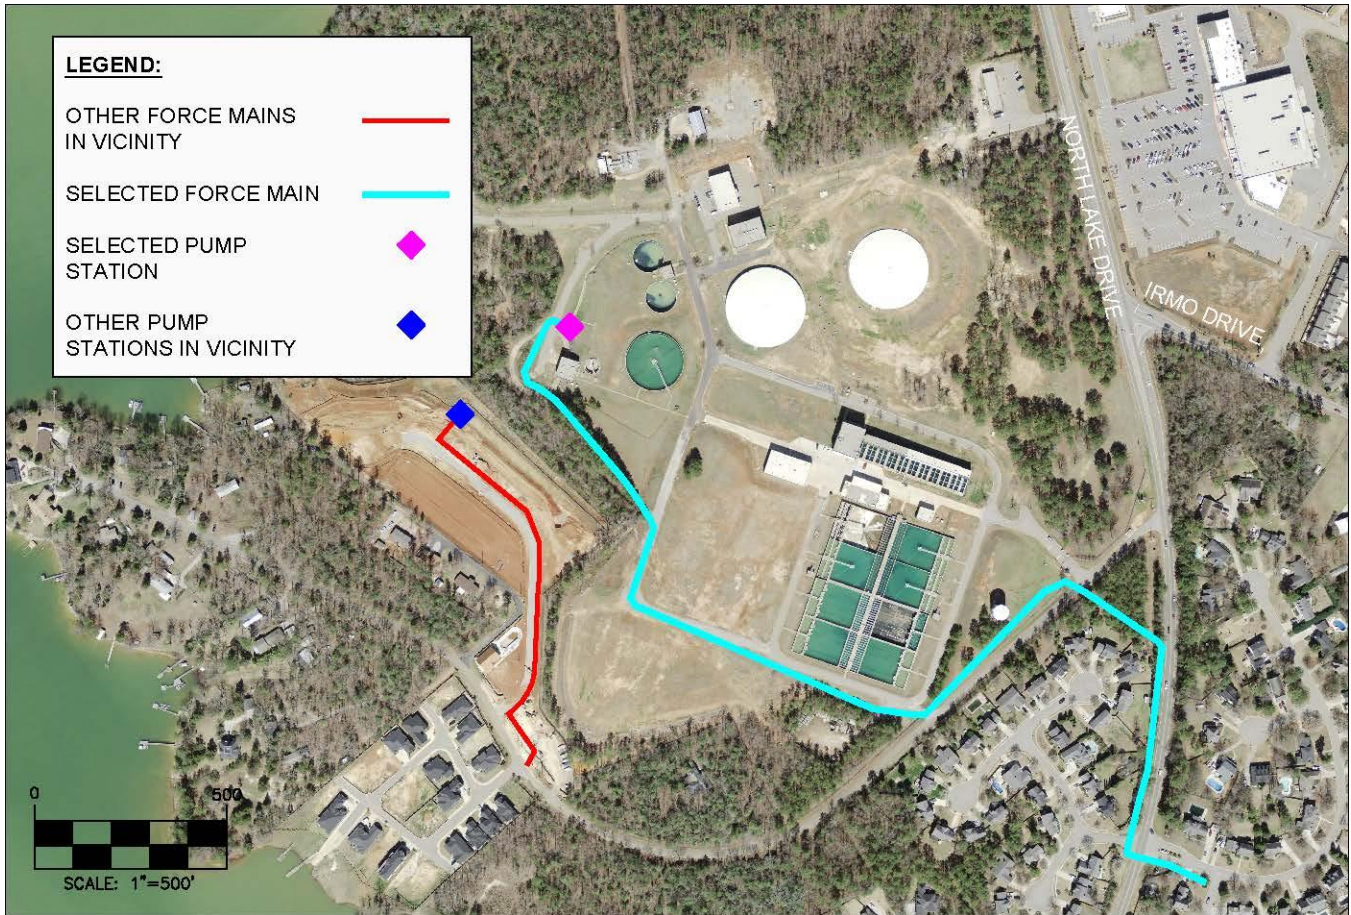 LEGEND:
OTHER FORCE MAINS
IN VICINITY
SELECTED FORCE MAIN
SELECTED PUMP
STATION
OTHER PUMP
STATIONS IN VICINITY
NORTH LAKE DRIVE
IRMO DRIVE
0 500
SCALE: 1"=500'